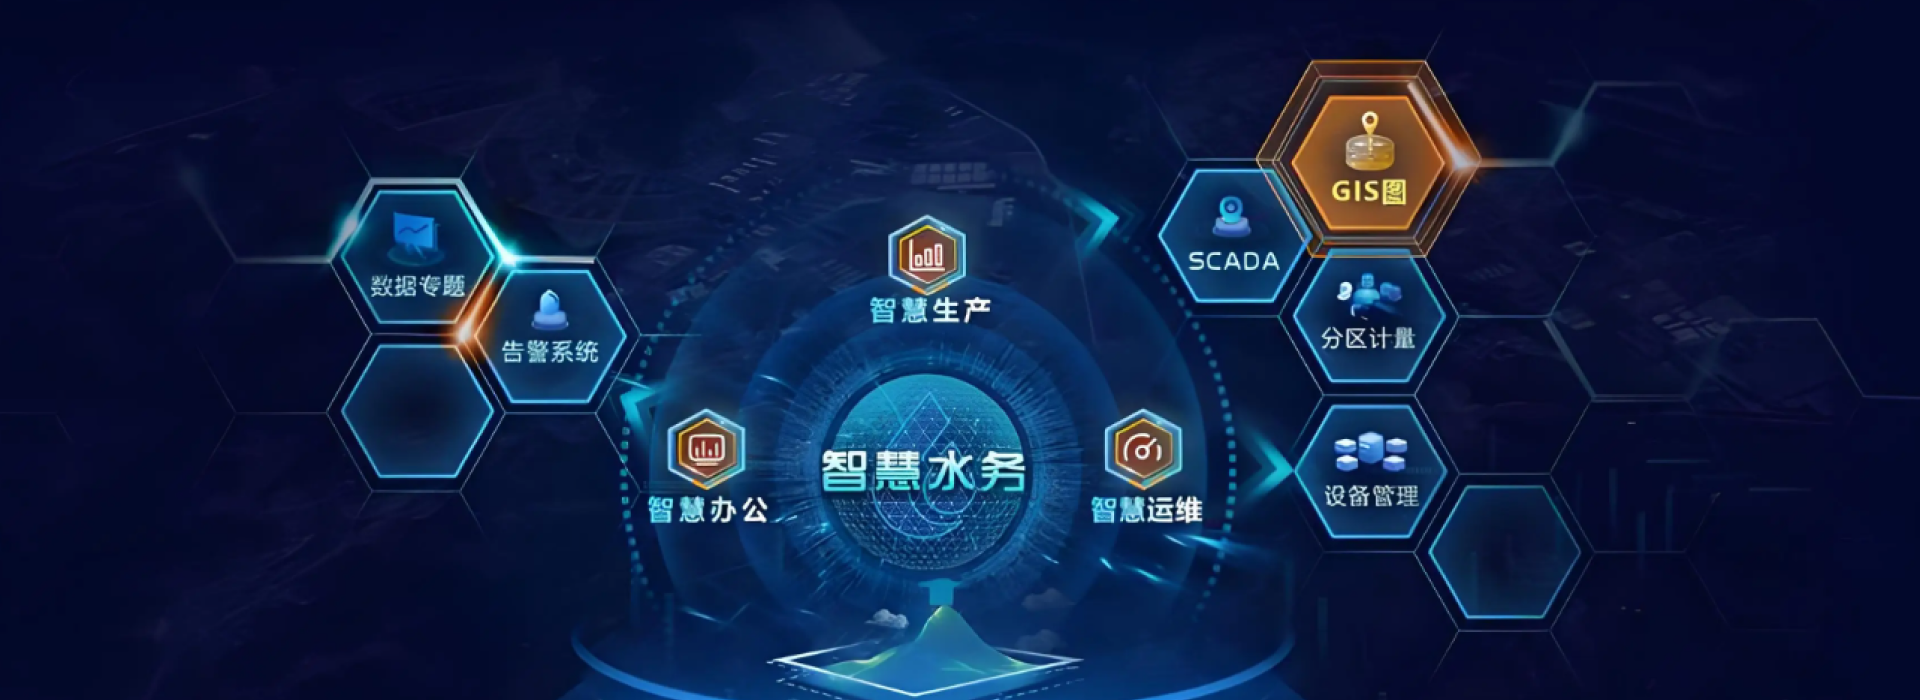 数据专题
告警系统
智慧生产
智慧办公
智慧水务
智慧运维
SCADA
GIS图
分区计量
设备管理